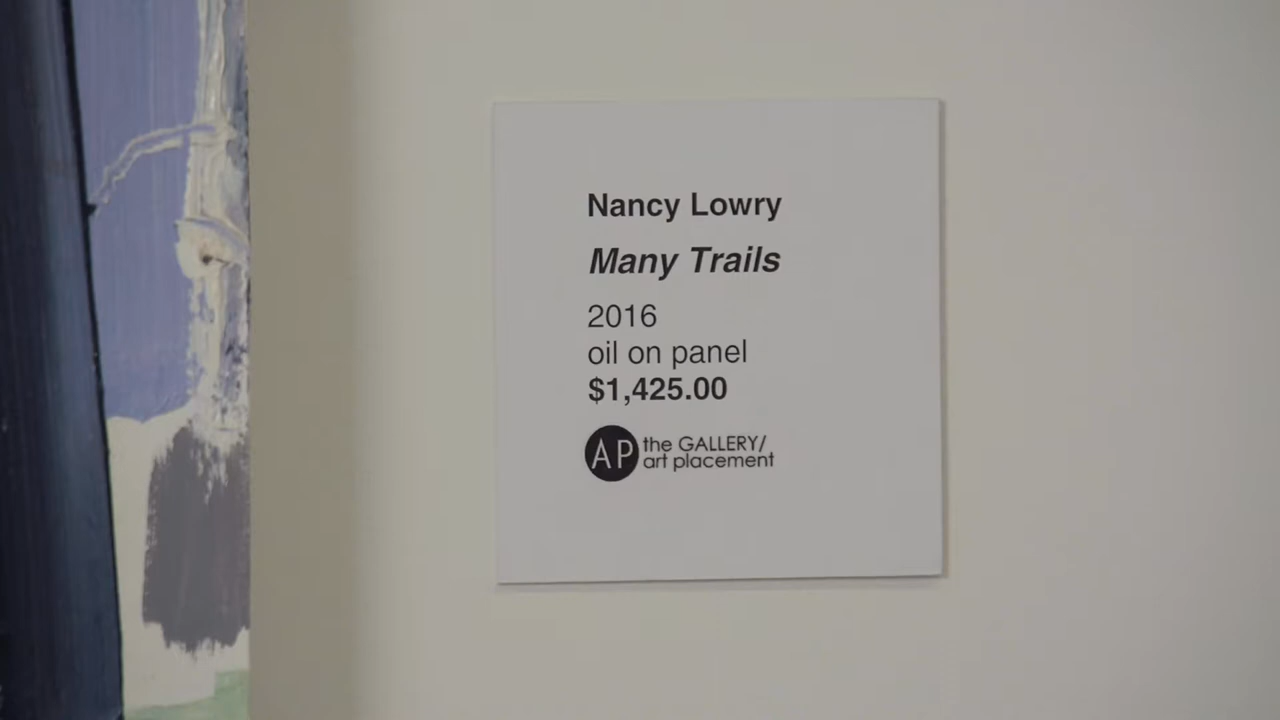 Nancy Lowry
Many Trails
2016
oil on panel
$1,425.00
AP the GALLERY/
art placement